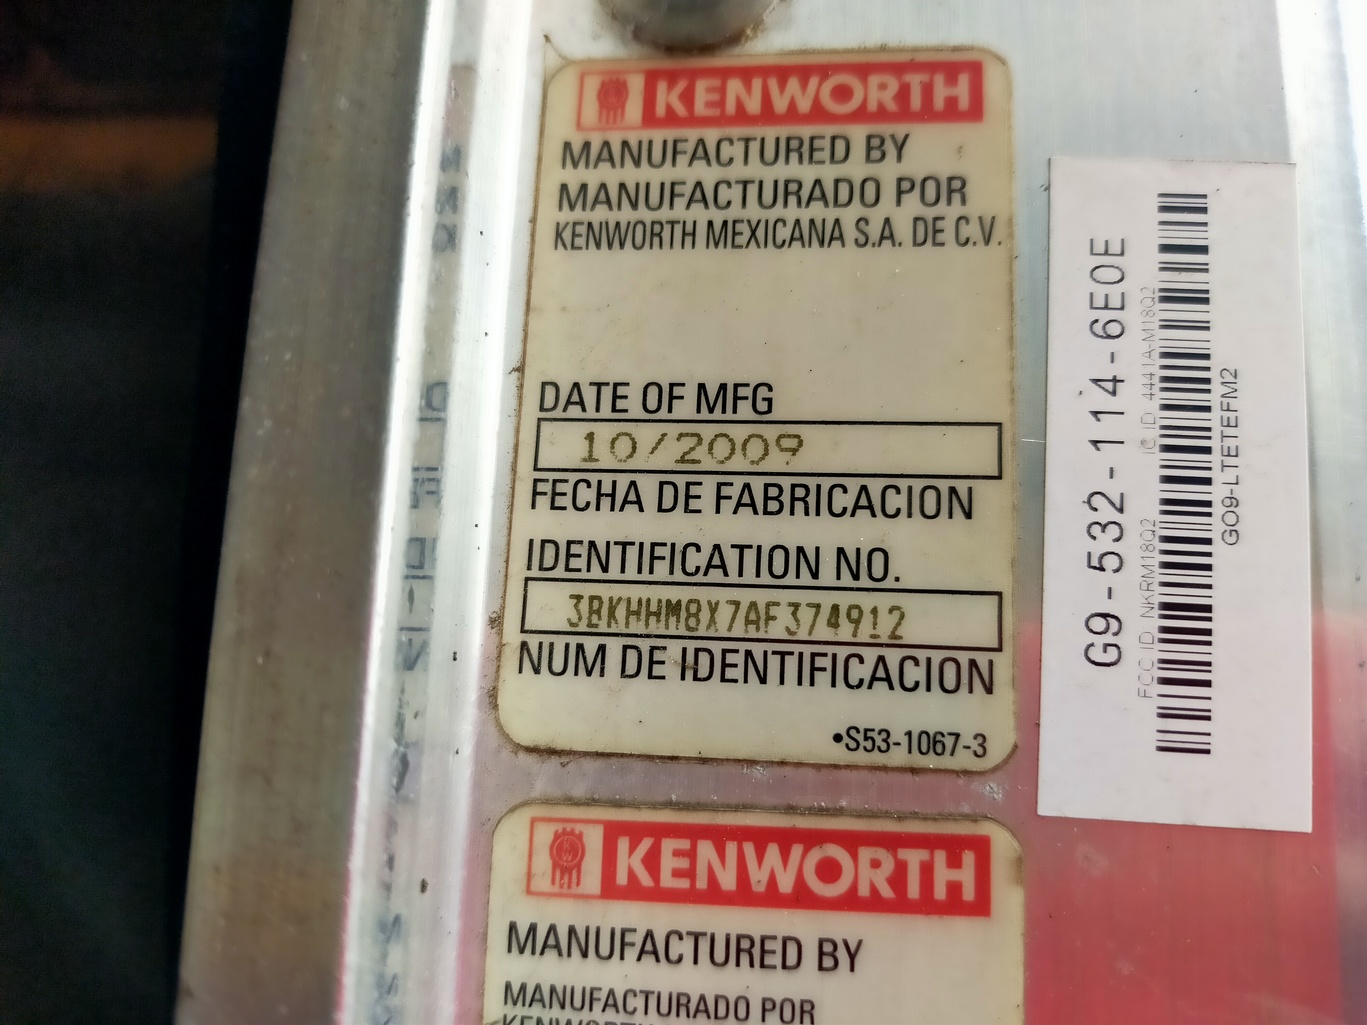 KENWORTH
MANUFACTURED BY
MANUFACTURADO POR
KENWORTH MEXICANA S.A. DE C.V.
DATE OF MFG
10/2009
FECHA DE FABRICACION
IDENTIFICATION NO.
3BKHHM8X7AF374912
NUM DE IDENTIFICACION
•S53-1067-3
G9-532-114-6E0E
FCC ID NKRM18Q2 IC ID 4441A-M18Q2
GO9-LTETEFM2
KENWORTH
MANUFACTURED BY
MANUFACTURADO POR
KENWORTH